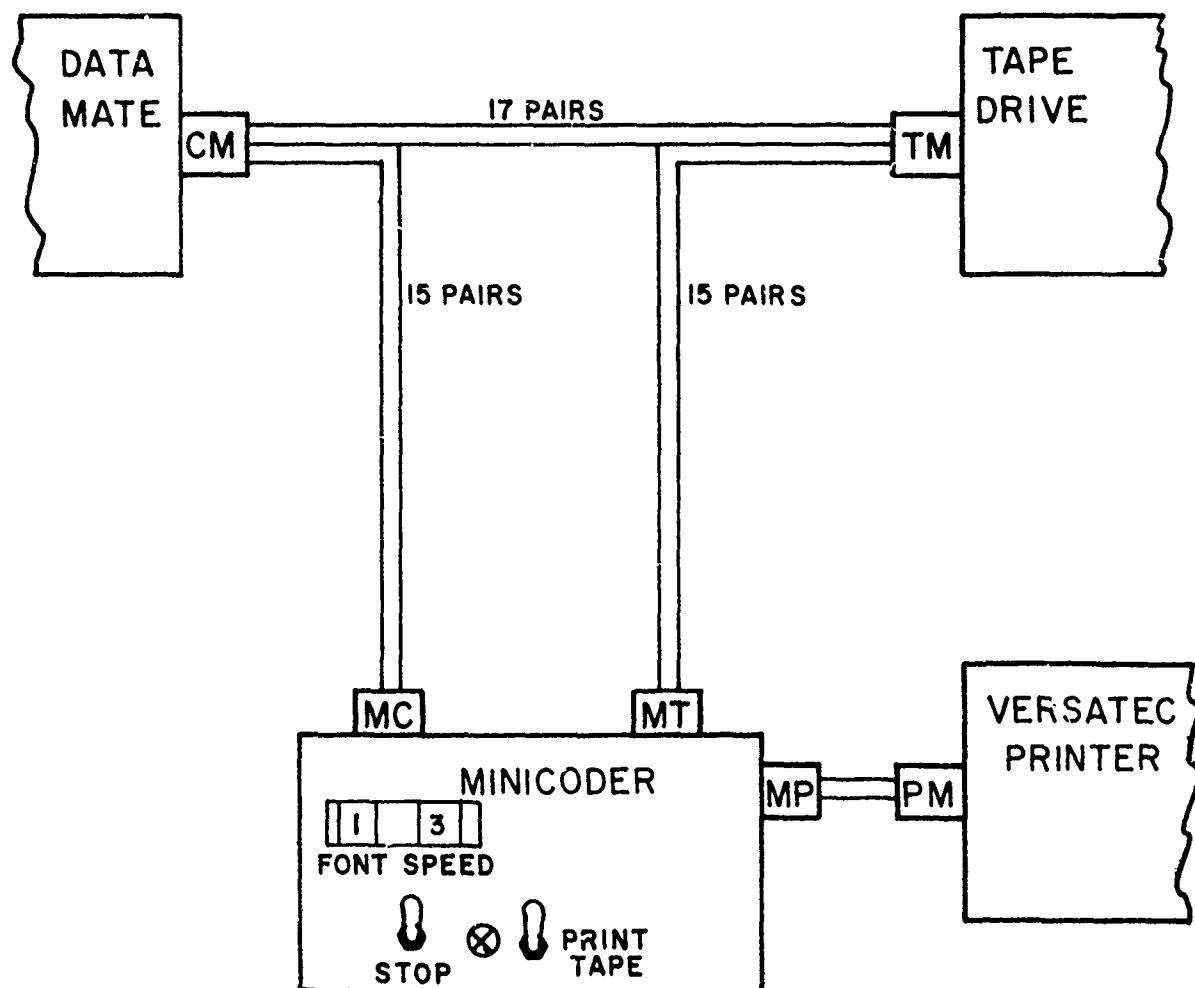 DATA
MATE
CM
17 PAIRS
TM
TAPE
DRIVE
15 PAIRS
15 PAIRS
MC
MT
MINICODER
1 3
FONT SPEED
STOP
PRINT
TAPE
MP
PM
VERSATEC
PRINTER